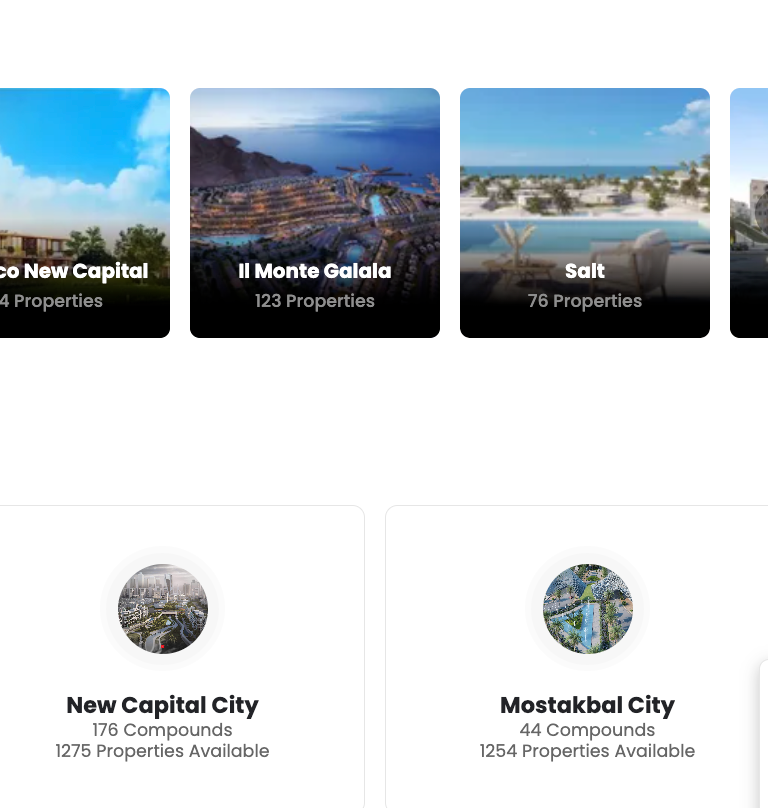 co New Capital
4 Properties
Il Monte Galala
123 Properties
Salt
76 Properties
New Capital City
176 Compounds
1275 Properties Available
Mostakbal City
44 Compounds
1254 Properties Available